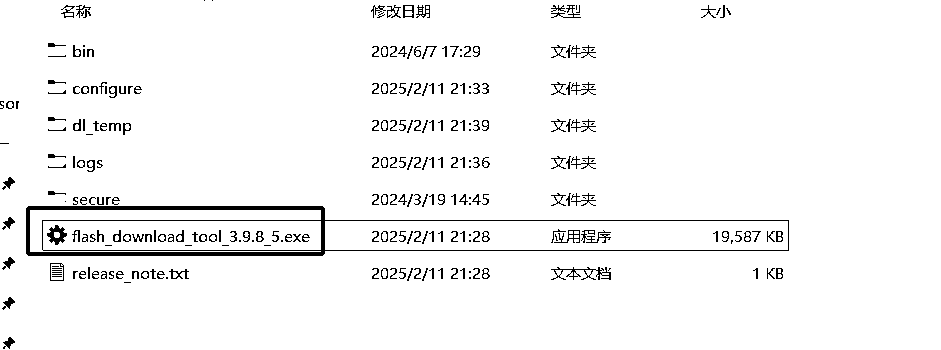 名称 修改日期 类型 大小
bin 2024/6/7 17:29 文件夹
configure 2025/2/11 21:33 文件夹
sor
dl_temp 2025/2/11 21:39 文件夹
logs 2025/2/11 21:36 文件夹
secure 2024/3/19 14:45 文件夹
flash_download_tool_3.9.8_5.exe 2025/2/11 21:28 应用程序 19,587 KB
release_note.txt 2025/2/11 21:28 文本文档 1 KB